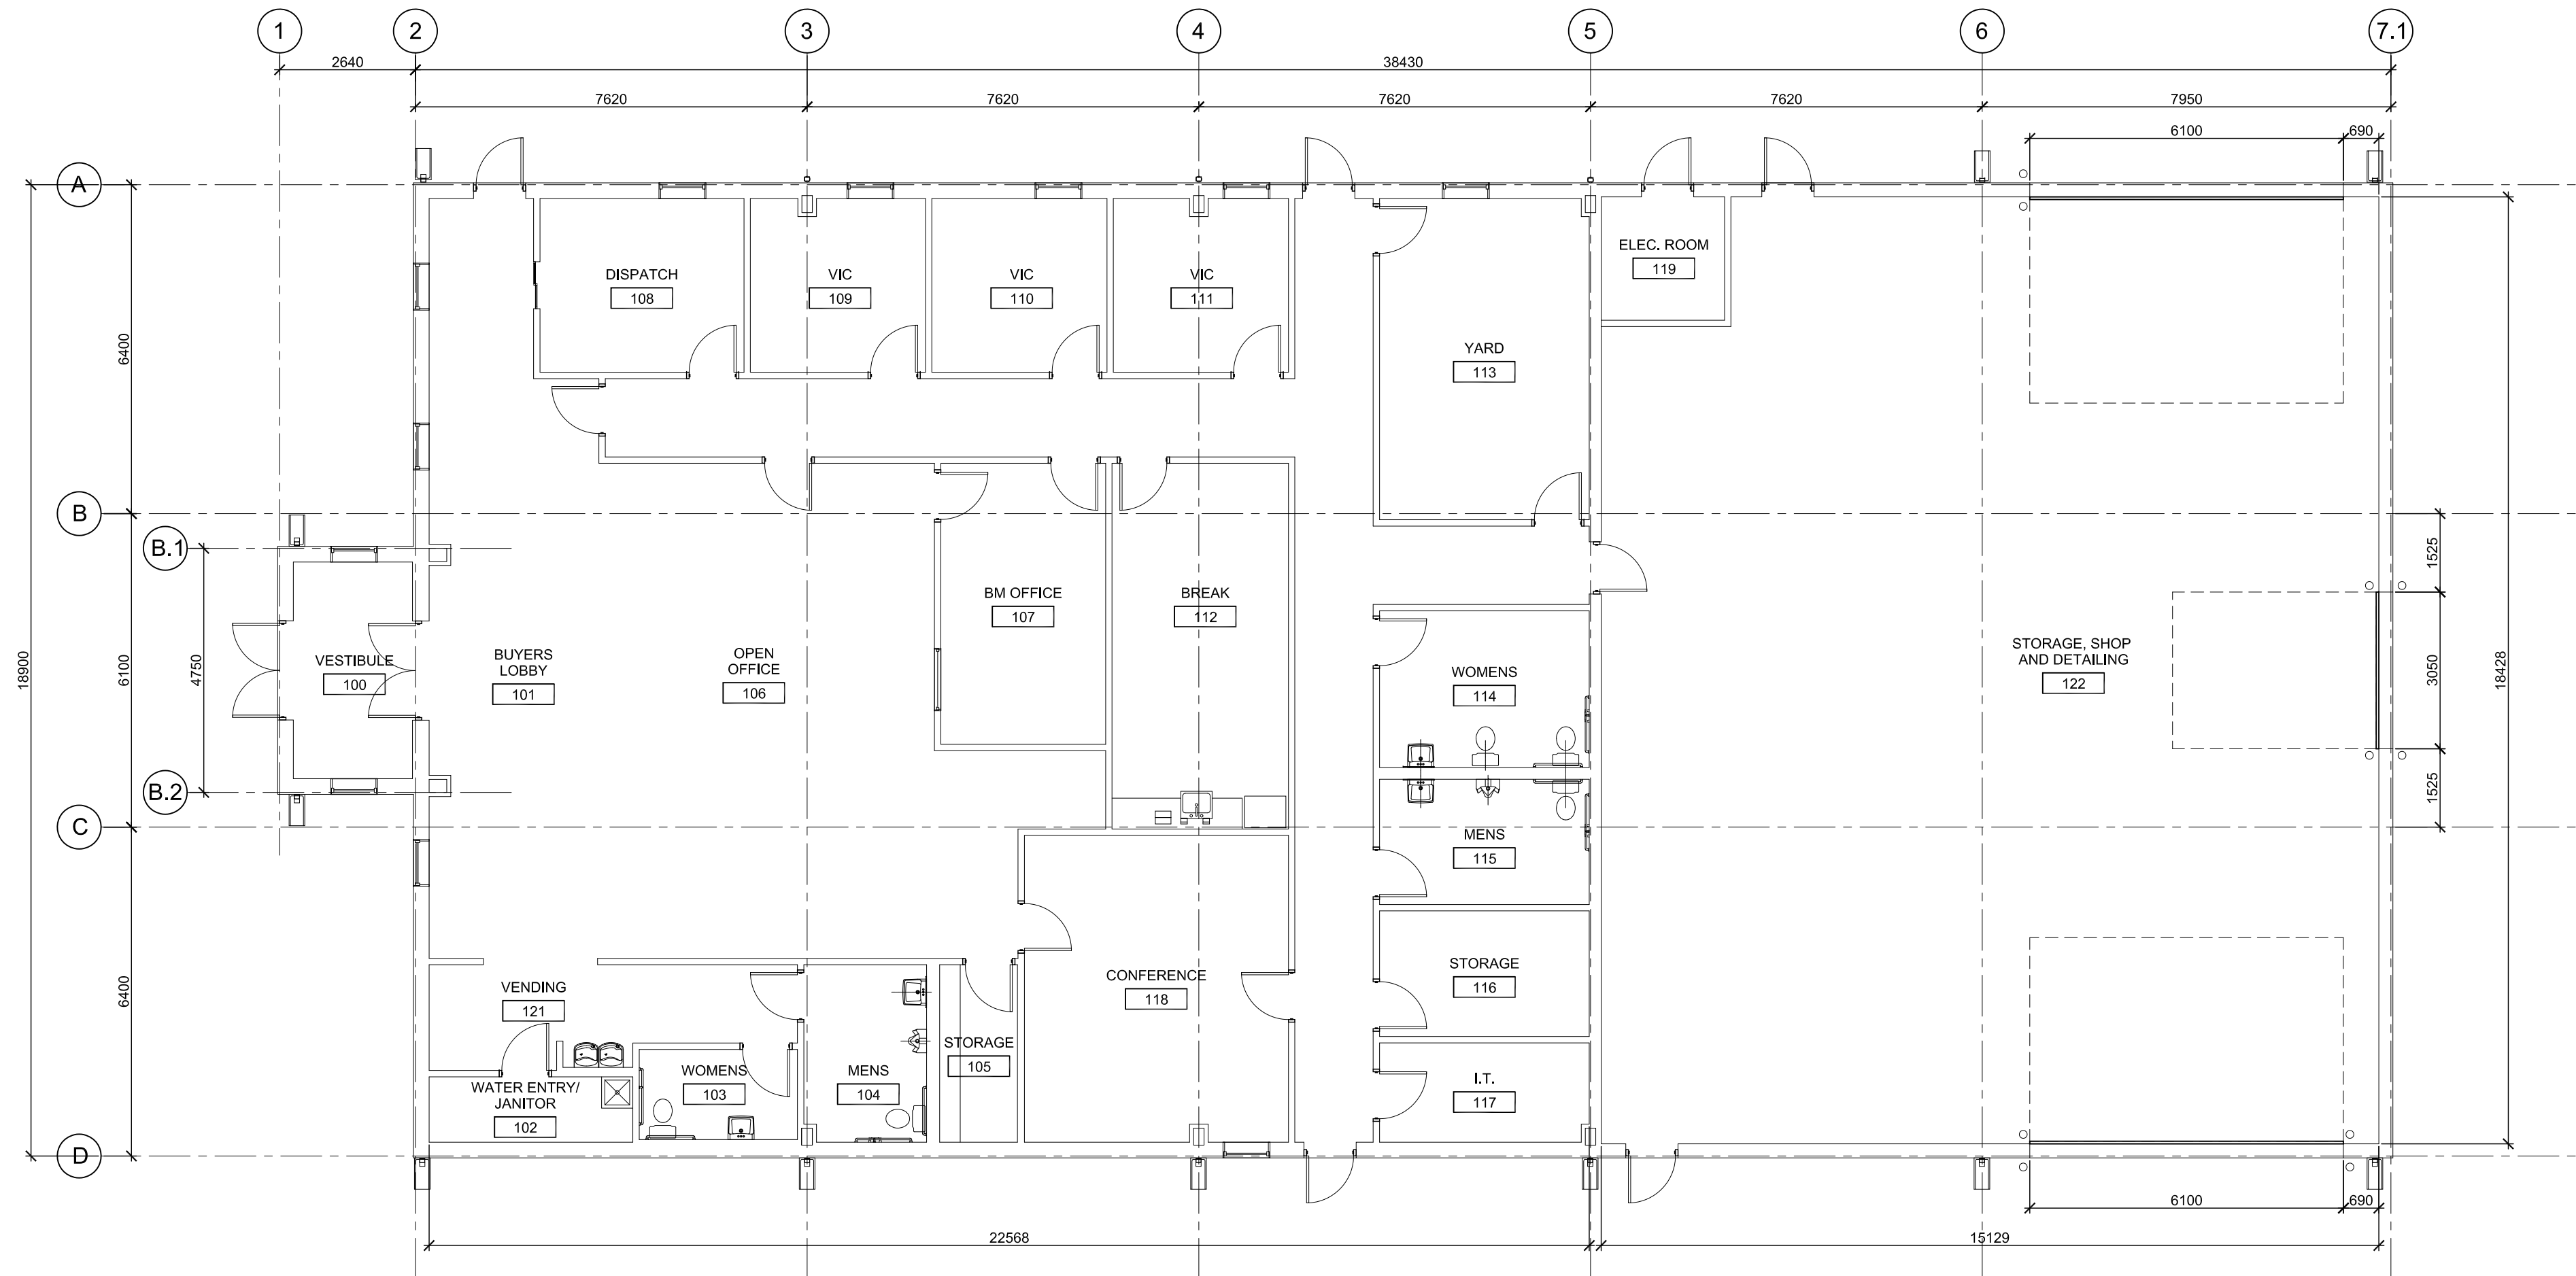 1
2
3
4
5
6
7.1
2640
38430
7620
7620
7620
7620
7950
6100
690
A
B
B.1
B.2
C
D
18900
6400
6100
6400
4750
DISPATCH
108
VIC
109
VIC
110
VIC
111
ELEC. ROOM
119
YARD
113
VESTIBULE
100
BUYERS
LOBBY
101
OPEN
OFFICE
106
BM OFFICE
107
BREAK
112
WOMENS
114
STORAGE, SHOP
AND DETAILING
122
1525
3050
1525
18428
MENS
115
VENDING
121
CONFERENCE
118
STORAGE
116
STORAGE
105
WATER ENTRY/
JANITOR
102
WOMENS
103
MENS
104
I.T.
117
6100
690
22568
15129